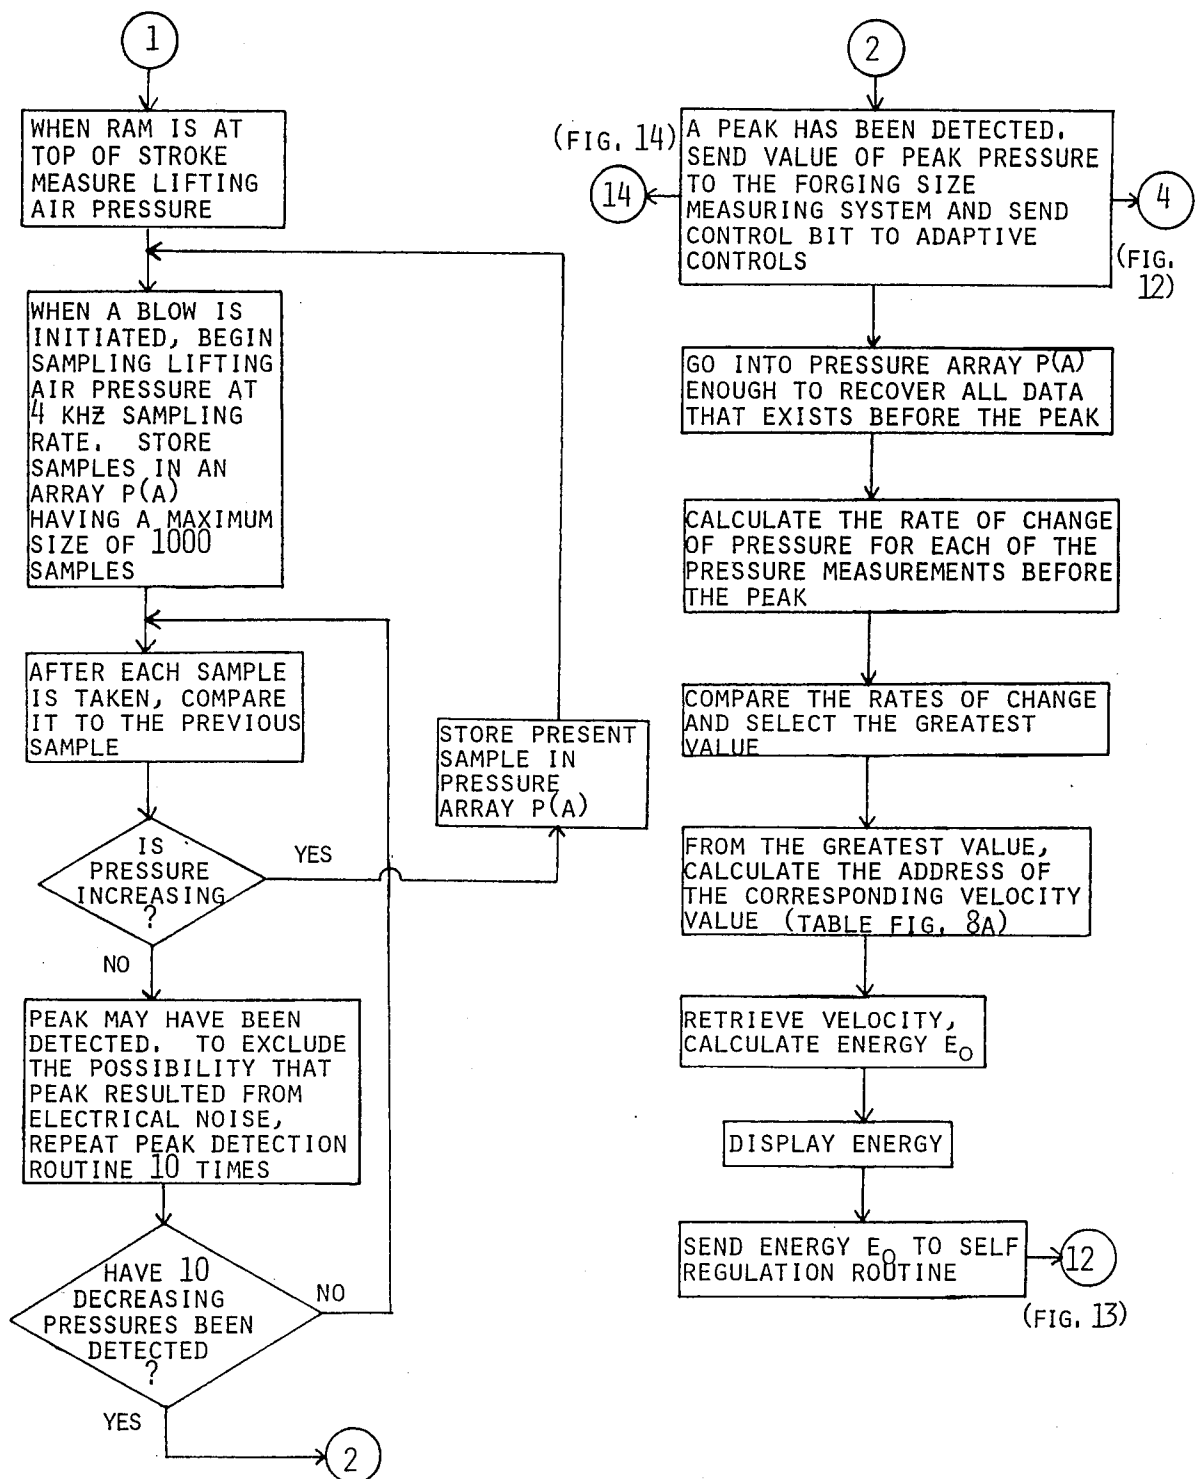 1
WHEN RAM IS AT
TOP OF STROKE
MEASURE LIFTING
AIR PRESSURE
WHEN A BLOW IS
INITIATED, BEGIN
SAMPLING LIFTING
AIR PRESSURE AT
4 KHZ SAMPLING
RATE. STORE
SAMPLES IN AN
ARRAY P(A)
HAVING A MAXIMUM
SIZE OF 1000
SAMPLES
AFTER EACH SAMPLE
IS TAKEN, COMPARE
IT TO THE PREVIOUS
SAMPLE
STORE PRESENT
SAMPLE IN
PRESSURE
ARRAY P(A)
IS
PRESSURE
INCREASING
?
YES
NO
PEAK MAY HAVE BEEN
DETECTED. TO EXCLUDE
THE POSSIBILITY THAT
PEAK RESULTED FROM
ELECTRICAL NOISE,
REPEAT PEAK DETECTION
ROUTINE 10 TIMES
HAVE 10
DECREASING
PRESSURES BEEN
DETECTED
?
NO
YES
2
2
(FIG. 14)
14
A PEAK HAS BEEN DETECTED.
SEND VALUE OF PEAK PRESSURE
TO THE FORGING SIZE
MEASURING SYSTEM AND SEND
CONTROL BIT TO ADAPTIVE
CONTROLS
4
(FIG.
12)
GO INTO PRESSURE ARRAY P(A)
ENOUGH TO RECOVER ALL DATA
THAT EXISTS BEFORE THE PEAK
CALCULATE THE RATE OF CHANGE
OF PRESSURE FOR EACH OF THE
PRESSURE MEASUREMENTS BEFORE
THE PEAK
COMPARE THE RATES OF CHANGE
AND SELECT THE GREATEST
VALUE
FROM THE GREATEST VALUE,
CALCULATE THE ADDRESS OF
THE CORRESPONDING VELOCITY
VALUE (TABLE FIG. 8A)
RETRIEVE VELOCITY,
CALCULATE ENERGY E₀
DISPLAY ENERGY
SEND ENERGY E₀ TO SELF
REGULATION ROUTINE
12
(FIG. 13)